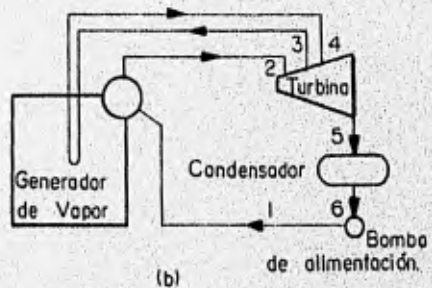 3 4
2
Turbina
5
Condensador
Generador
de Vapor
1
6
Bomba
de alimentación.
(b)